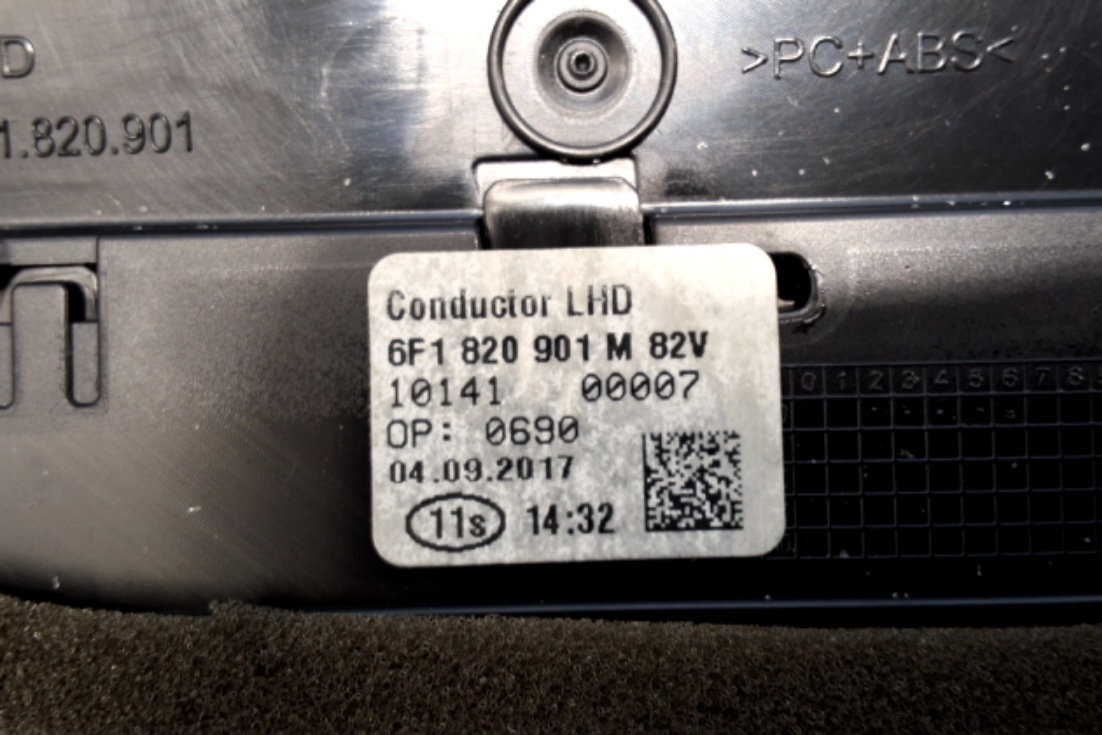 D
>PC+ABS<
1.820.901
Conductor LHD
6F1 820 901 M 82V
10141 00007
OP: 0690
04.09.2017
11s 14:32
0 1 2 3 4 5 6 7 8